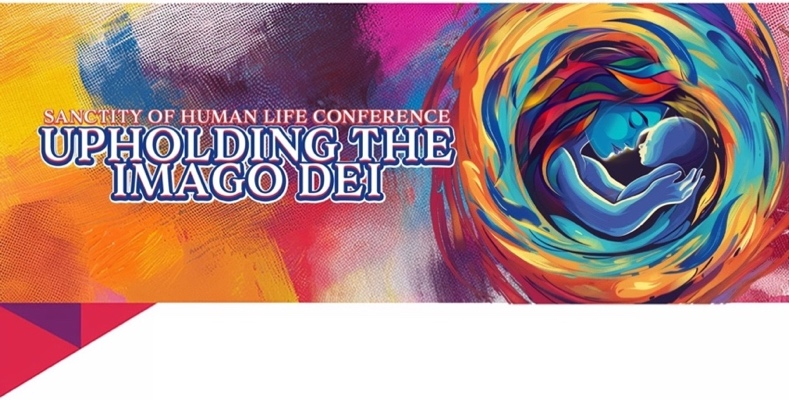 SANCTITY OF HUMAN LIFE CONFERENCE
UPHOLDING THE
IMAGO DEI